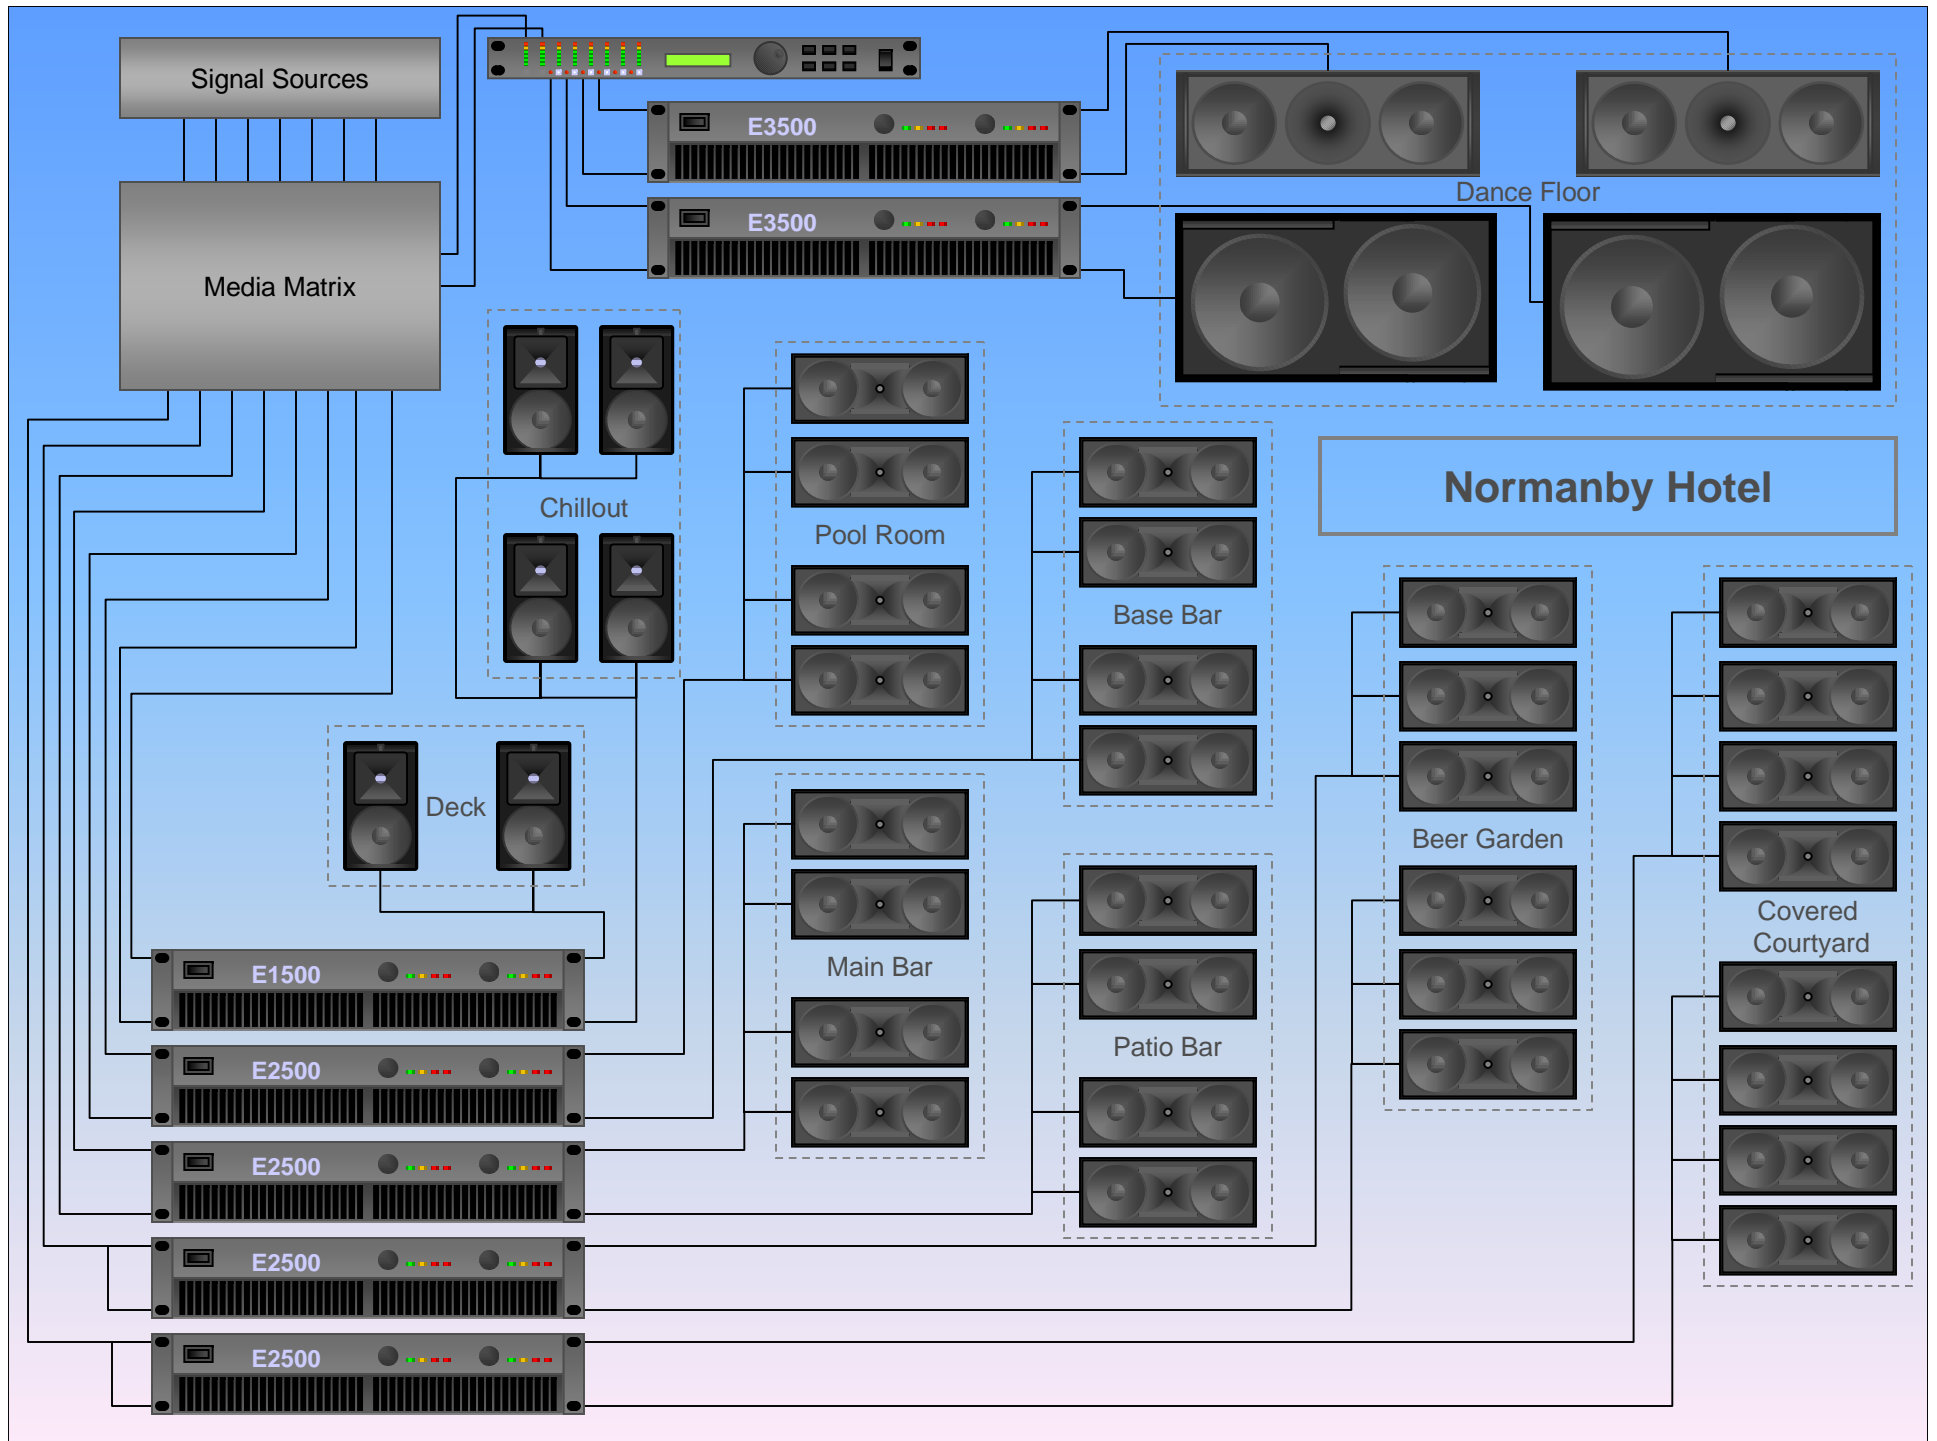 Signal Sources
E3500
Dance Floor
E3500
Media Matrix
Normanby Hotel
Chillout
Pool Room
Base Bar
Deck
Beer Garden
Covered
Courtyard
Main Bar
E1500
Patio Bar
E2500
E2500
E2500
E2500